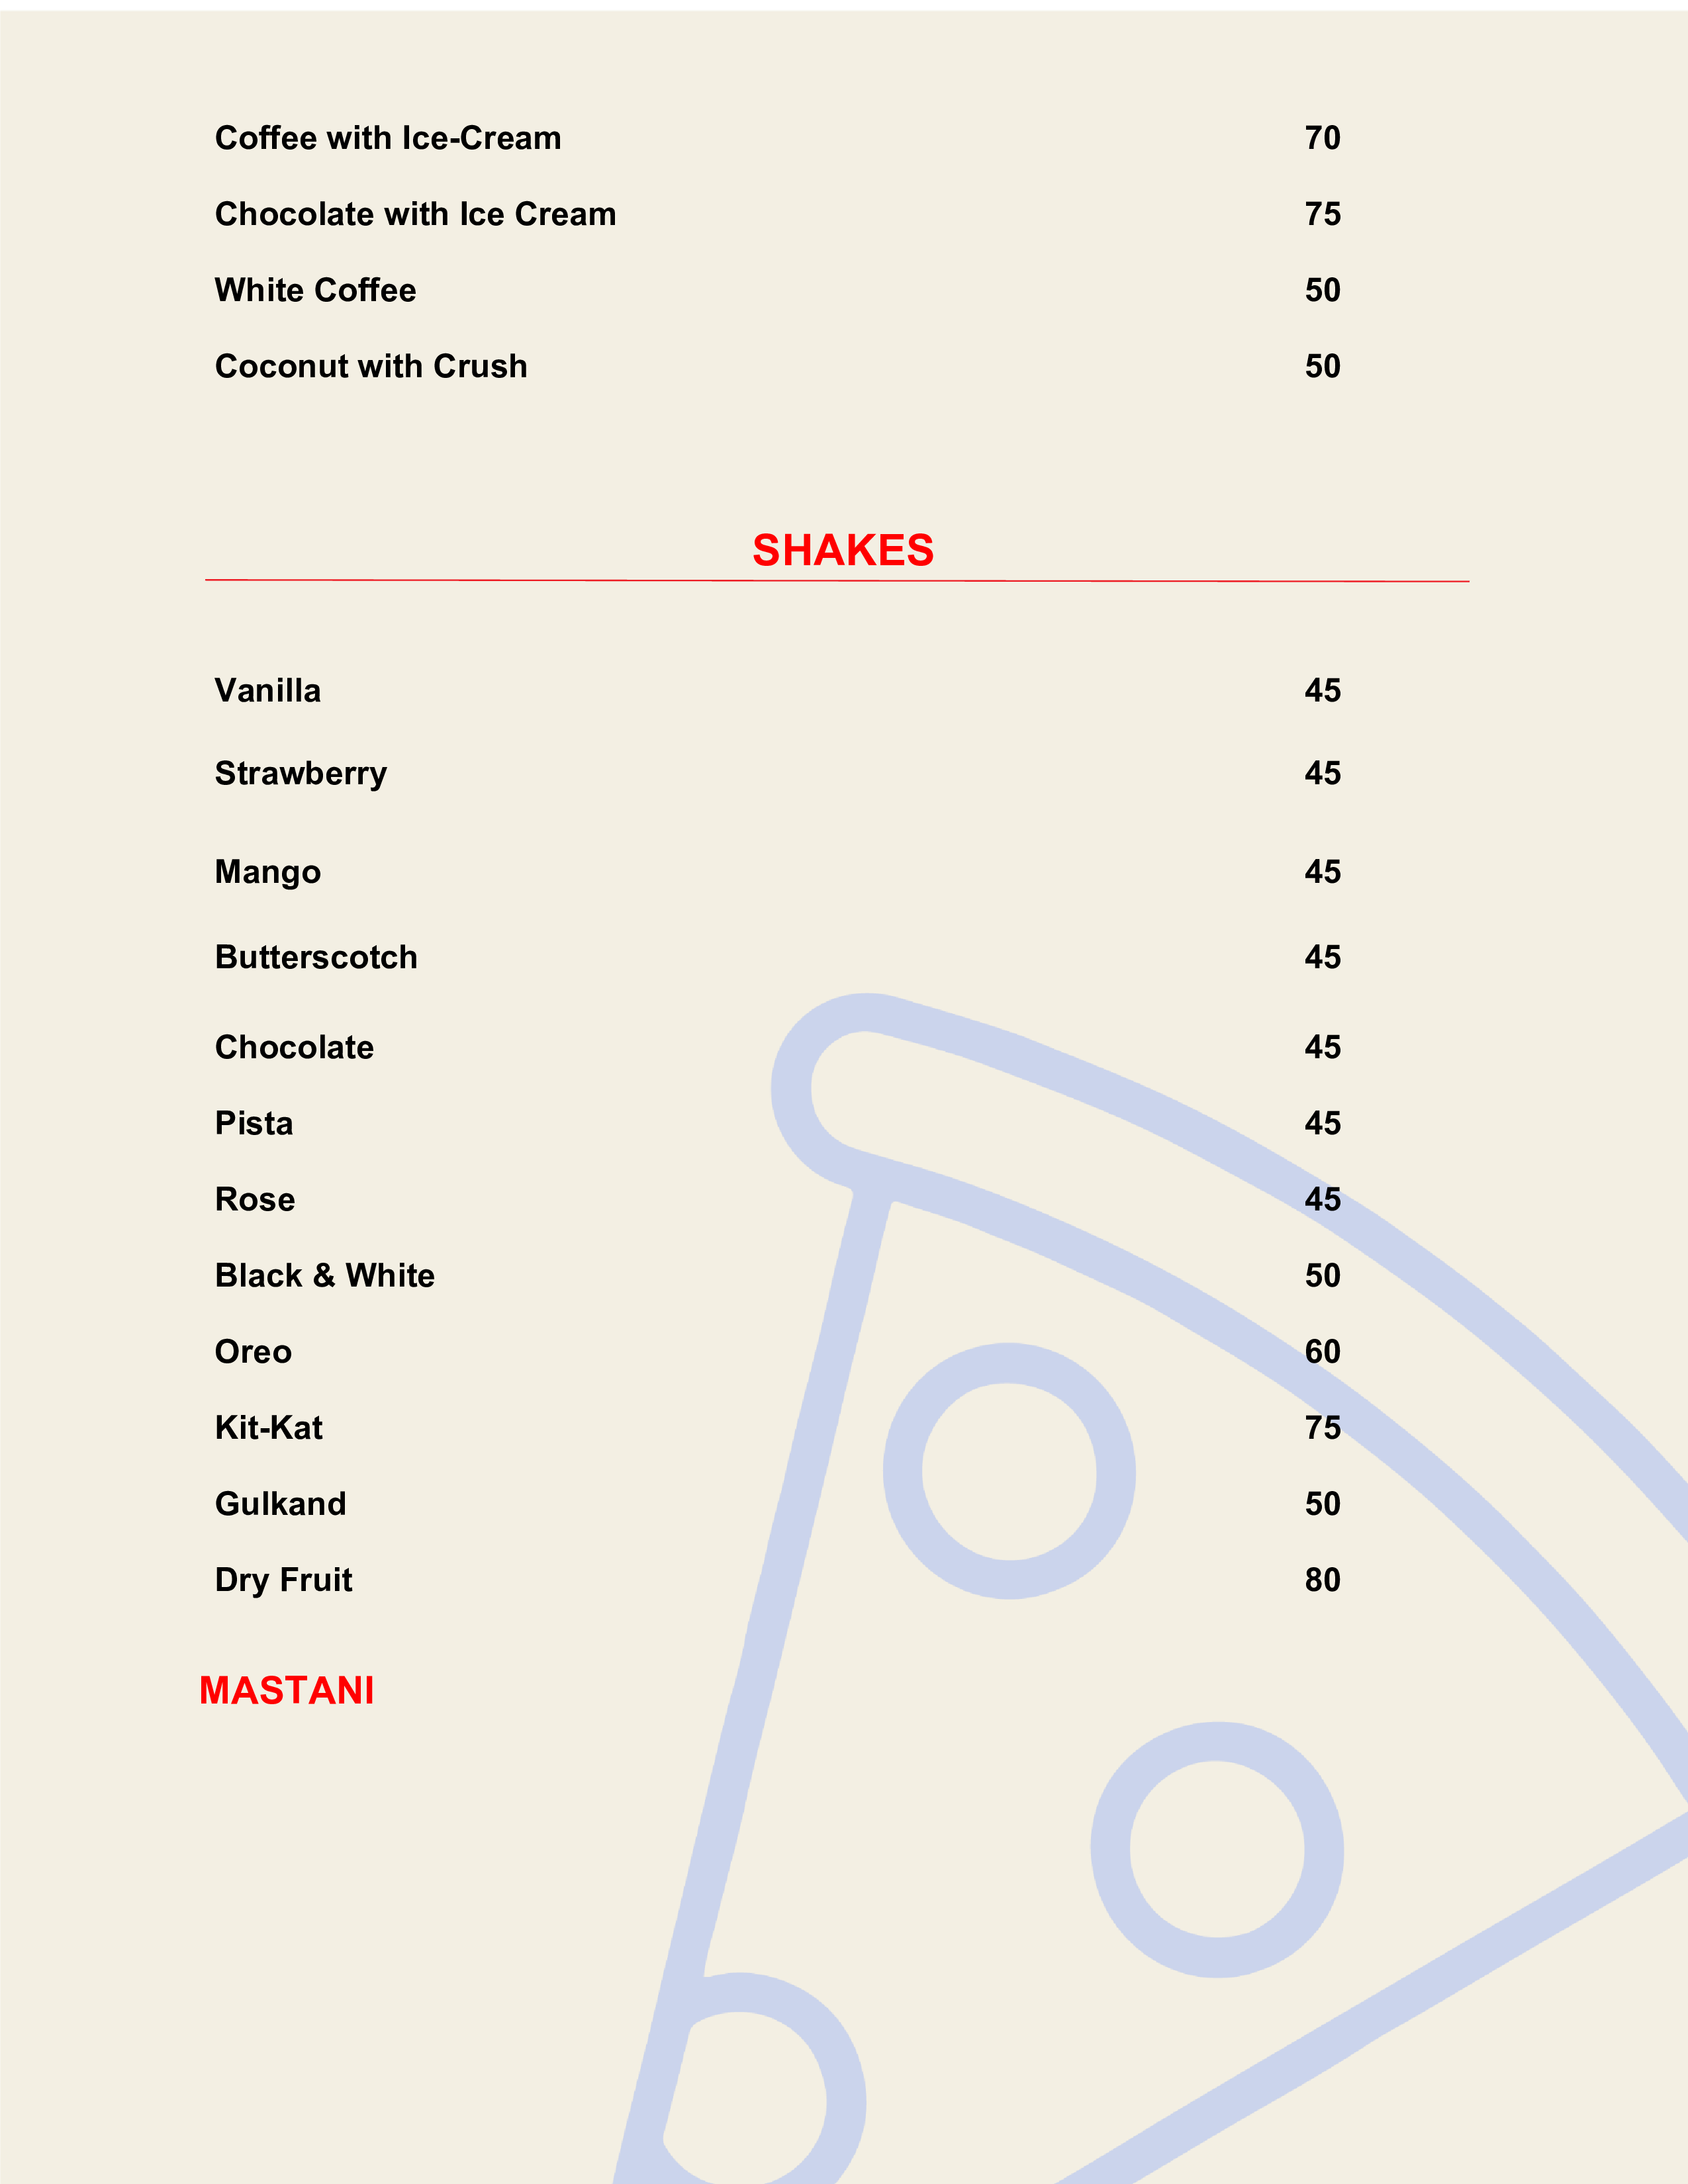 Coffee with Ice-Cream 70
Chocolate with Ice Cream 75
White Coffee 50
Coconut with Crush 50
SHAKES
Vanilla 45
Strawberry 45
Mango 45
Butterscotch 45
Chocolate 45
Pista 45
Rose 45
Black & White 50
Oreo 60
Kit-Kat 75
Gulkand 50
Dry Fruit 80
MASTANI